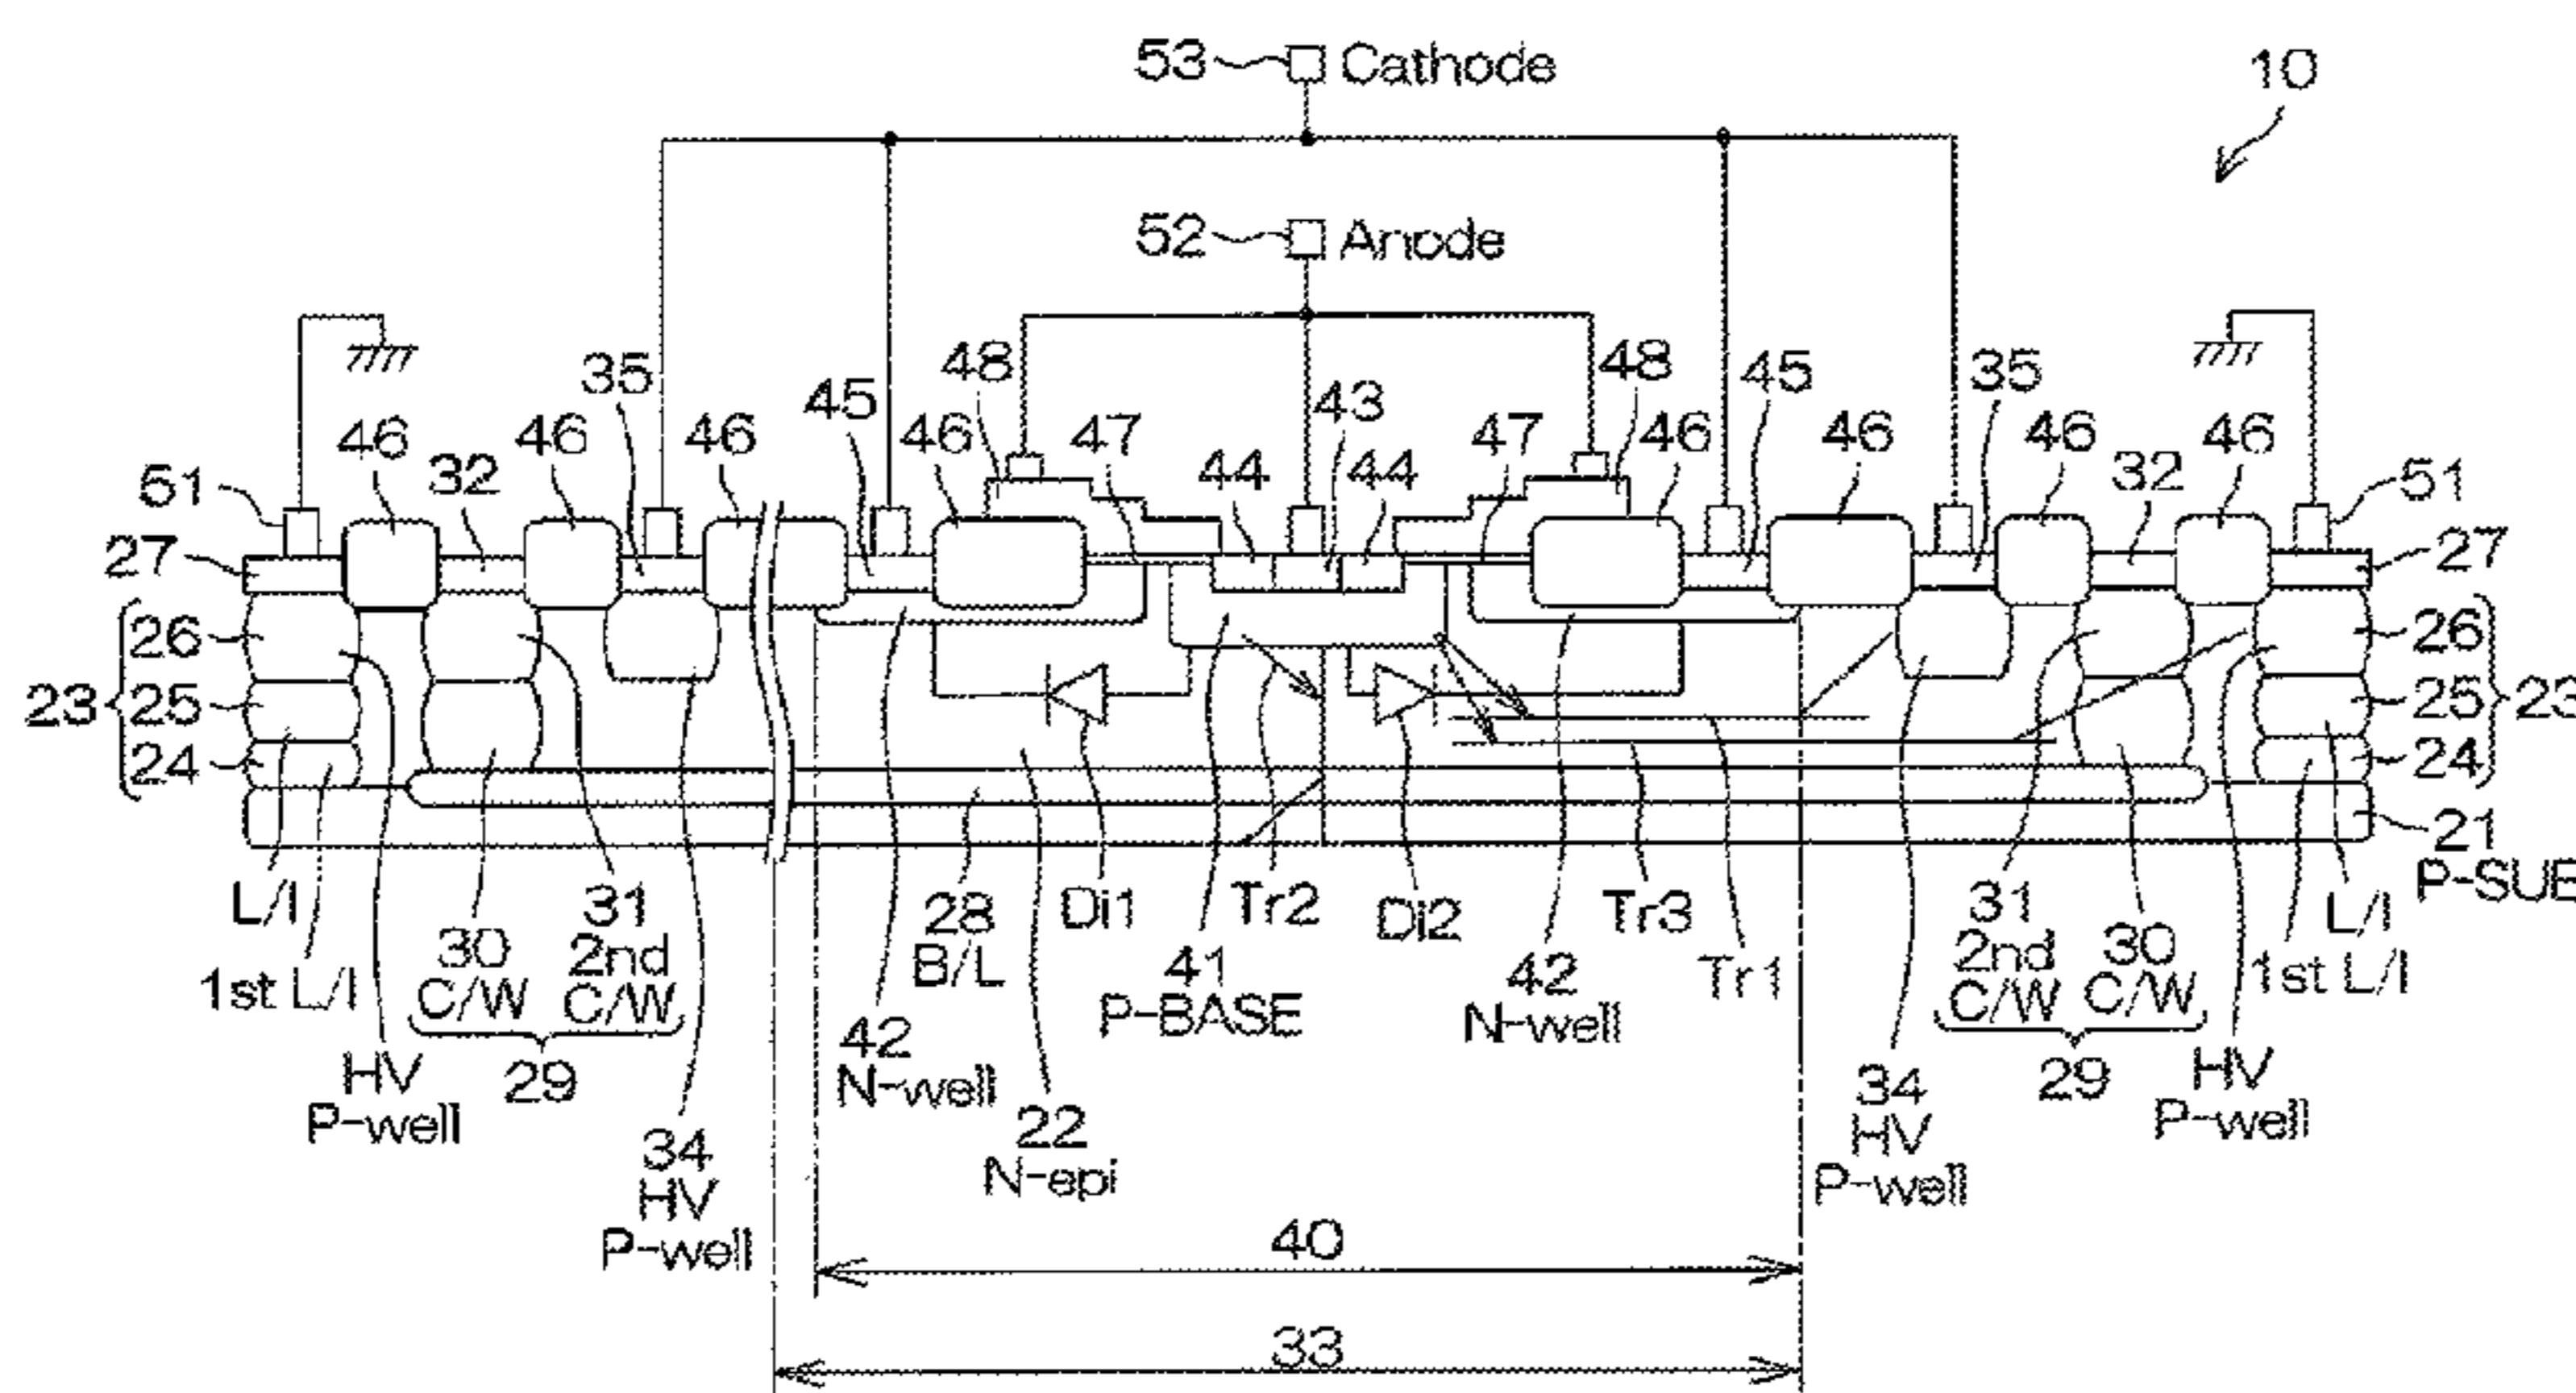 53 Cathode
10
52 Anode
48 48
35 45 43 45 35
46 46 46 46 47 47 46 46 46 46
51 32 44 44 32 51
27 27
23 26 26 23
25 25
24 24
21
P-SUB
L/I 31 28 Di1 Tr2 Di2 Tr3 31 L/I
1st L/I 30 2nd B/L 41 42 Tr1 2nd 30 1st L/I
C/W C/W P-BASE N-well C/W C/W
HV 29 42 34 29 HV
P-well N-well HV P-well
34 22 P-well
HV N-epi
P-well
40
33